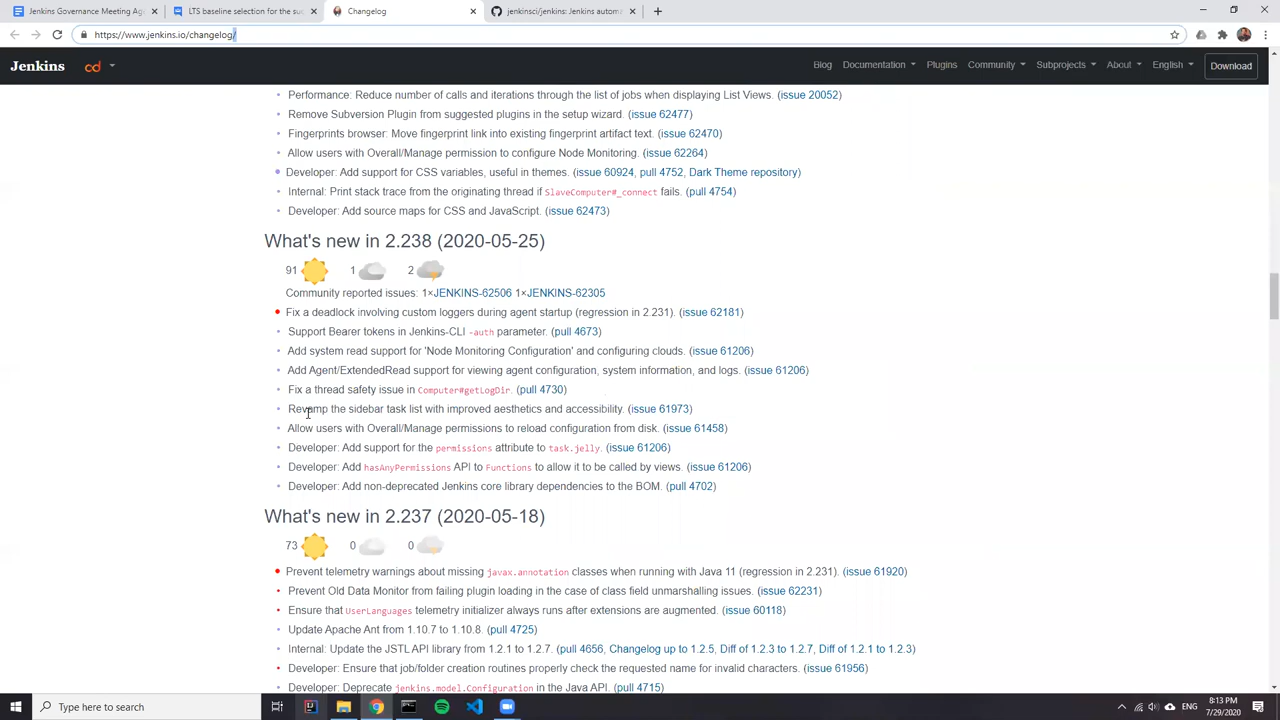 Jenkins Governance Meeting Age
LTS baseline selection for the suc
Changelog
jenkinsci/jenkins: Jenkins autom
https://www.jenkins.io/changelog/
Jenkins
cd
Blog
Documentation
Plugins
Community
Subprojects
About
English
Download
Performance: Reduce number of calls and iterations through the list of jobs when displaying List Views. (issue 20052)
Remove Subversion Plugin from suggested plugins in the setup wizard. (issue 62477)
Fingerprints browser: Move fingerprint link into existing fingerprint artifact text. (issue 62470)
Allow users with Overall/Manage permission to configure Node Monitoring. (issue 62264)
Developer: Add support for CSS variables, useful in themes. (issue 60924, pull 4752, Dark Theme repository)
Internal: Print stack trace from the originating thread if SlaveComputer#_connect fails. (pull 4754)
Developer: Add source maps for CSS and JavaScript. (issue 62473)
What's new in 2.238 (2020-05-25)
91 1 2
Community reported issues: 1×JENKINS-62506 1×JENKINS-62305
Fix a deadlock involving custom loggers during agent startup (regression in 2.231). (issue 62181)
Support Bearer tokens in Jenkins-CLI -auth parameter. (pull 4673)
Add system read support for 'Node Monitoring Configuration' and configuring clouds. (issue 61206)
Add Agent/ExtendedRead support for viewing agent configuration, system information, and logs. (issue 61206)
Fix a thread safety issue in Computer#getLogDir. (pull 4730)
Revamp the sidebar task list with improved aesthetics and accessibility. (issue 61973)
Allow users with Overall/Manage permissions to reload configuration from disk. (issue 61458)
Developer: Add support for the permissions attribute to task.jelly. (issue 61206)
Developer: Add hasAnyPermissions API to Functions to allow it to be called by views. (issue 61206)
Developer: Add non-deprecated Jenkins core library dependencies to the BOM. (pull 4702)
What's new in 2.237 (2020-05-18)
73 0 0
Prevent telemetry warnings about missing javax.annotation classes when running with Java 11 (regression in 2.231). (issue 61920)
Prevent Old Data Monitor from failing plugin loading in the case of class field unmarshalling issues. (issue 62231)
Ensure that UserLanguages telemetry initializer always runs after extensions are augmented. (issue 60118)
Update Apache Ant from 1.10.7 to 1.10.8. (pull 4725)
Internal: Update the JSTL API library from 1.2.1 to 1.2.7. (pull 4656, Changelog up to 1.2.5, Diff of 1.2.3 to 1.2.7, Diff of 1.2.1 to 1.2.3)
Developer: Ensure that job/folder creation routines properly check the requested name for invalid characters. (issue 61956)
Developer: Deprecate jenkins.model.Configuration in the Java API. (pull 4715)
Type here to search
ENG
8:13 PM
7/29/2020